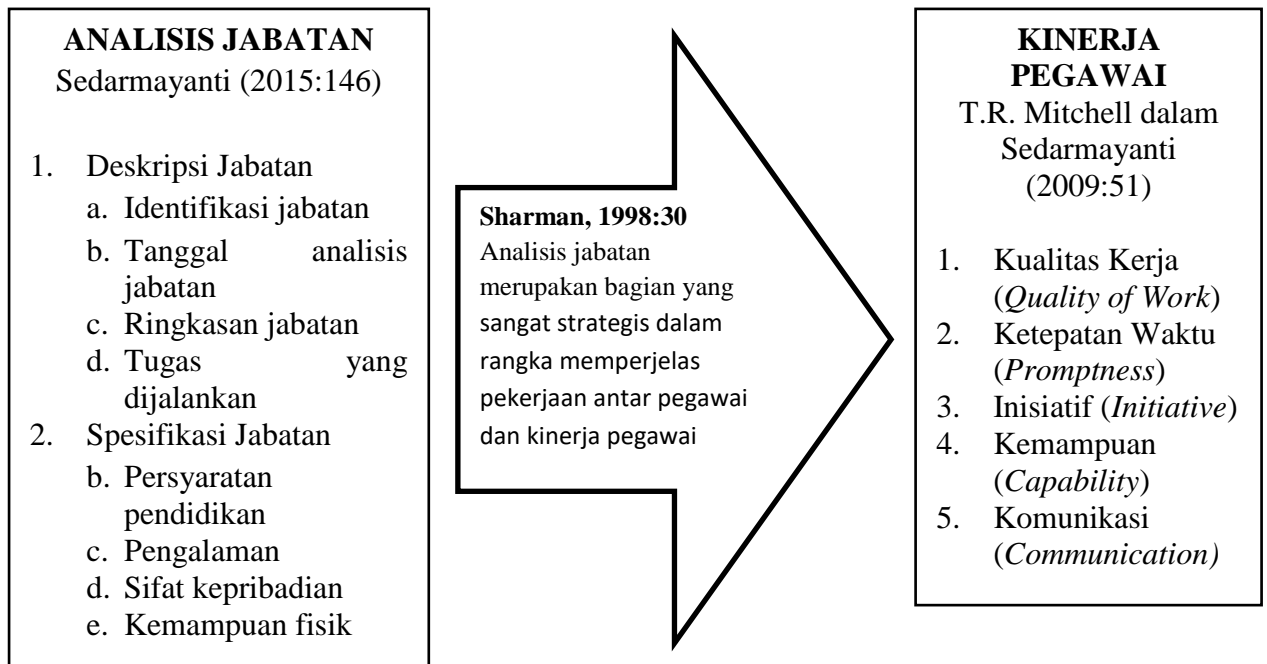 ANALISIS JABATAN
Sedarmayanti (2015:146)
1. Deskripsi Jabatan
a. Identifikasi jabatan
b. Tanggal analisis
jabatan
c. Ringkasan jabatan
d. Tugas yang
dijalankan
2. Spesifikasi Jabatan
b. Persyaratan
pendidikan
c. Pengalaman
d. Sifat kepribadian
e. Kemampuan fisik
Sharman, 1998:30
Analisis jabatan
merupakan bagian yang
sangat strategis dalam
rangka memperjelas
pekerjaan antar pegawai
dan kinerja pegawai
KINERJA
PEGAWAI
T.R. Mitchell dalam
Sedarmayanti
(2009:51)
1. Kualitas Kerja
(Quality of Work)
2. Ketepatan Waktu
(Promptness)
3. Inisiatif (Initiative)
4. Kemampuan
(Capability)
5. Komunikasi
(Communication)